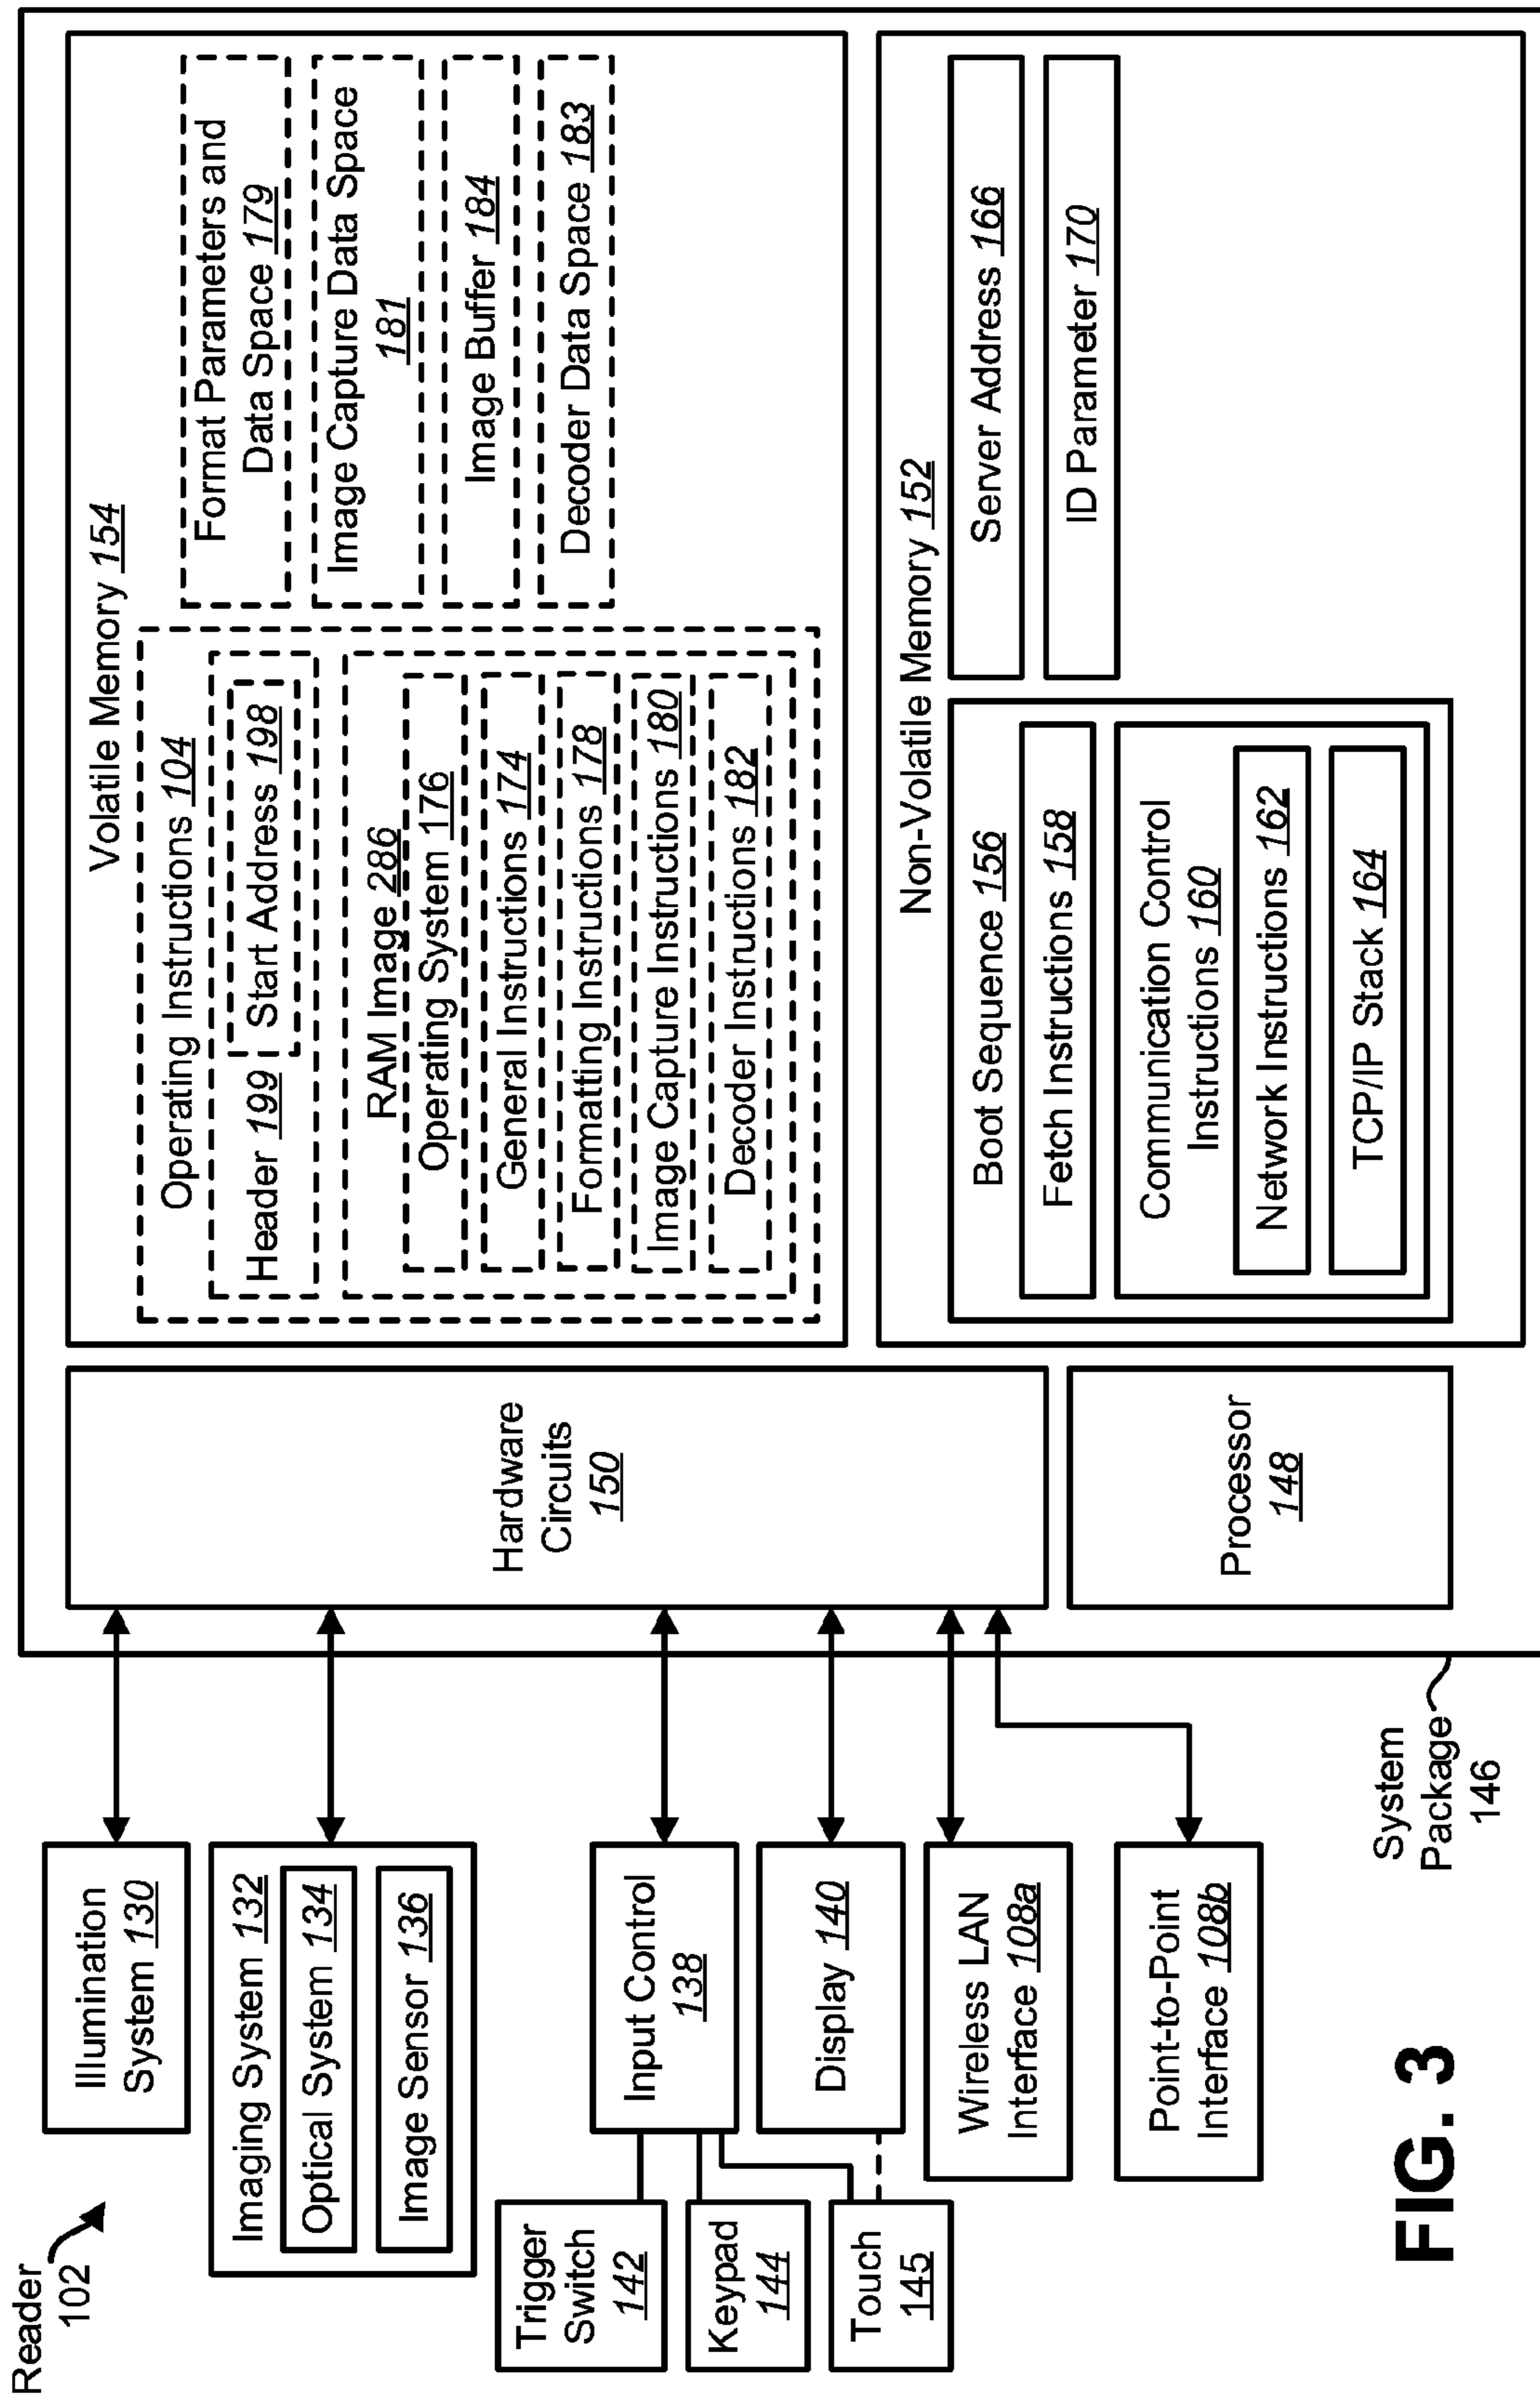 Reader
102
Illumination
System 130
Imaging System 132
Optical System 134
Image Sensor 136
Trigger
Switch
142
Keypad
144
Touch
145
Input Control
138
Display 140
Wireless LAN
Interface 108a
Point-to-Point
Interface 108b
System
Package
146
Hardware
Circuits
150
Processor
148
Volatile Memory 154
Operating Instructions 104
Header 199
Start Address 198
RAM Image 286
Operating System 176
General Instructions 174
Formatting Instructions 178
Image Capture Instructions 180
Decoder Instructions 182
Format Parameters and
Data Space 179
Image Capture Data Space
181
Image Buffer 184
Decoder Data Space 183
Non-Volatile Memory 152
Boot Sequence 156
Fetch Instructions 158
Communication Control
Instructions 160
Network Instructions 162
TCP/IP Stack 164
Server Address 166
ID Parameter 170
FIG. 3